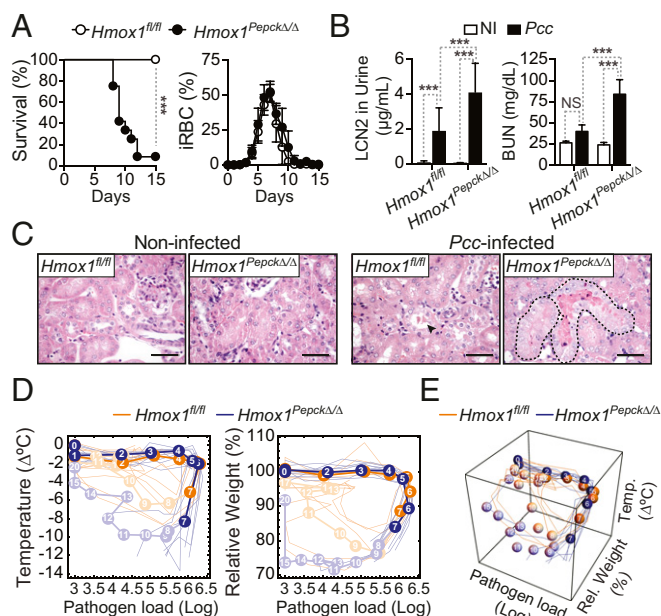 A
Hmox1fl/fl
Hmox1PepckΔ/Δ
Survival (%)
100
75
50
25
0
0 5 10 15
Days
***
iRBC (%)
75
50
25
0
0 5 10 15
Days
B
NI
Pcc
LCN2 in Urine
(µg/mL)
6
4
2
0
***
***
***
Hmox1fl/fl
Hmox1PepckΔ/Δ
BUN (mg/dL)
120
80
40
0
NS
***
***
Hmox1fl/fl
Hmox1PepckΔ/Δ
C
Non-infected
Pcc-infected
Hmox1fl/fl
Hmox1PepckΔ/Δ
Hmox1fl/fl
Hmox1PepckΔ/Δ
D
Hmox1fl/fl
Hmox1PepckΔ/Δ
Temperature (ΔºC)
0
-2
-4
-6
-8
-10
-12
-14
3 3.5 4 4.5 5 5.5 6 6.5
Pathogen load (Log)
Relative Weight (%)
110
100
90
80
70
3 3.5 4 4.5 5 5.5 6 6.5
Pathogen load (Log)
E
Hmox1fl/fl
Hmox1PepckΔ/Δ
Temp.
(ΔºC)
Rel. Weight
(%)
Pathogen load
(Log)